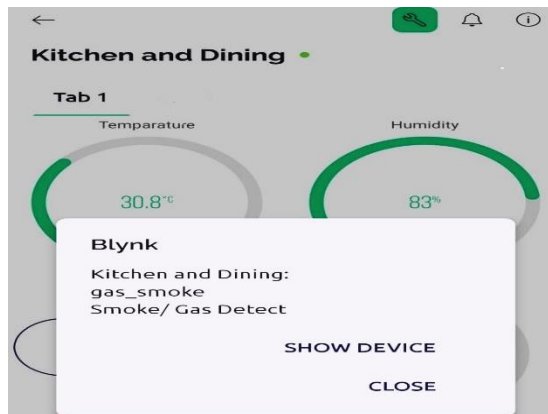 Kitchen and Dining
Tab 1
Temparature
Humidity
30.8°c
83%
Blynk
Kitchen and Dining:
gas_smoke
Smoke/ Gas Detect
SHOW DEVICE
CLOSE